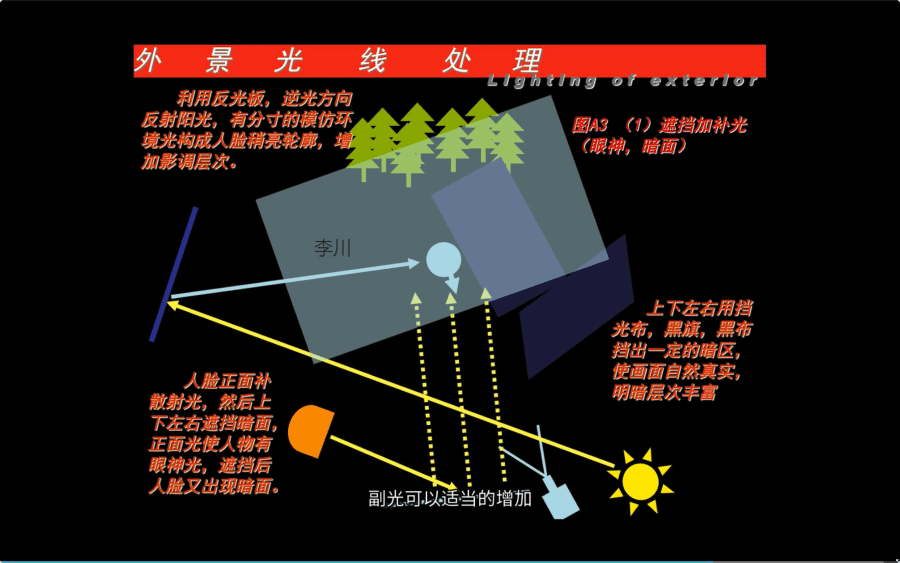 外景光线处理
Lighting of exterior
利用反光板，逆光方向
反射阳光，有分寸的模仿环
境光构成人脸稍亮轮廓，增
加影调层次。
图A3 （1）遮挡加补光
（眼神，暗面）
李川
上下左右用挡
光布，黑旗，黑布
挡出一定的暗区，
使画面自然真实，
明暗层次丰富
人脸正面补
散射光，然后上
下左右遮挡暗面，
正面光使人物有
眼神光，遮挡后
人脸又出现暗面。
副光可以适当的增加